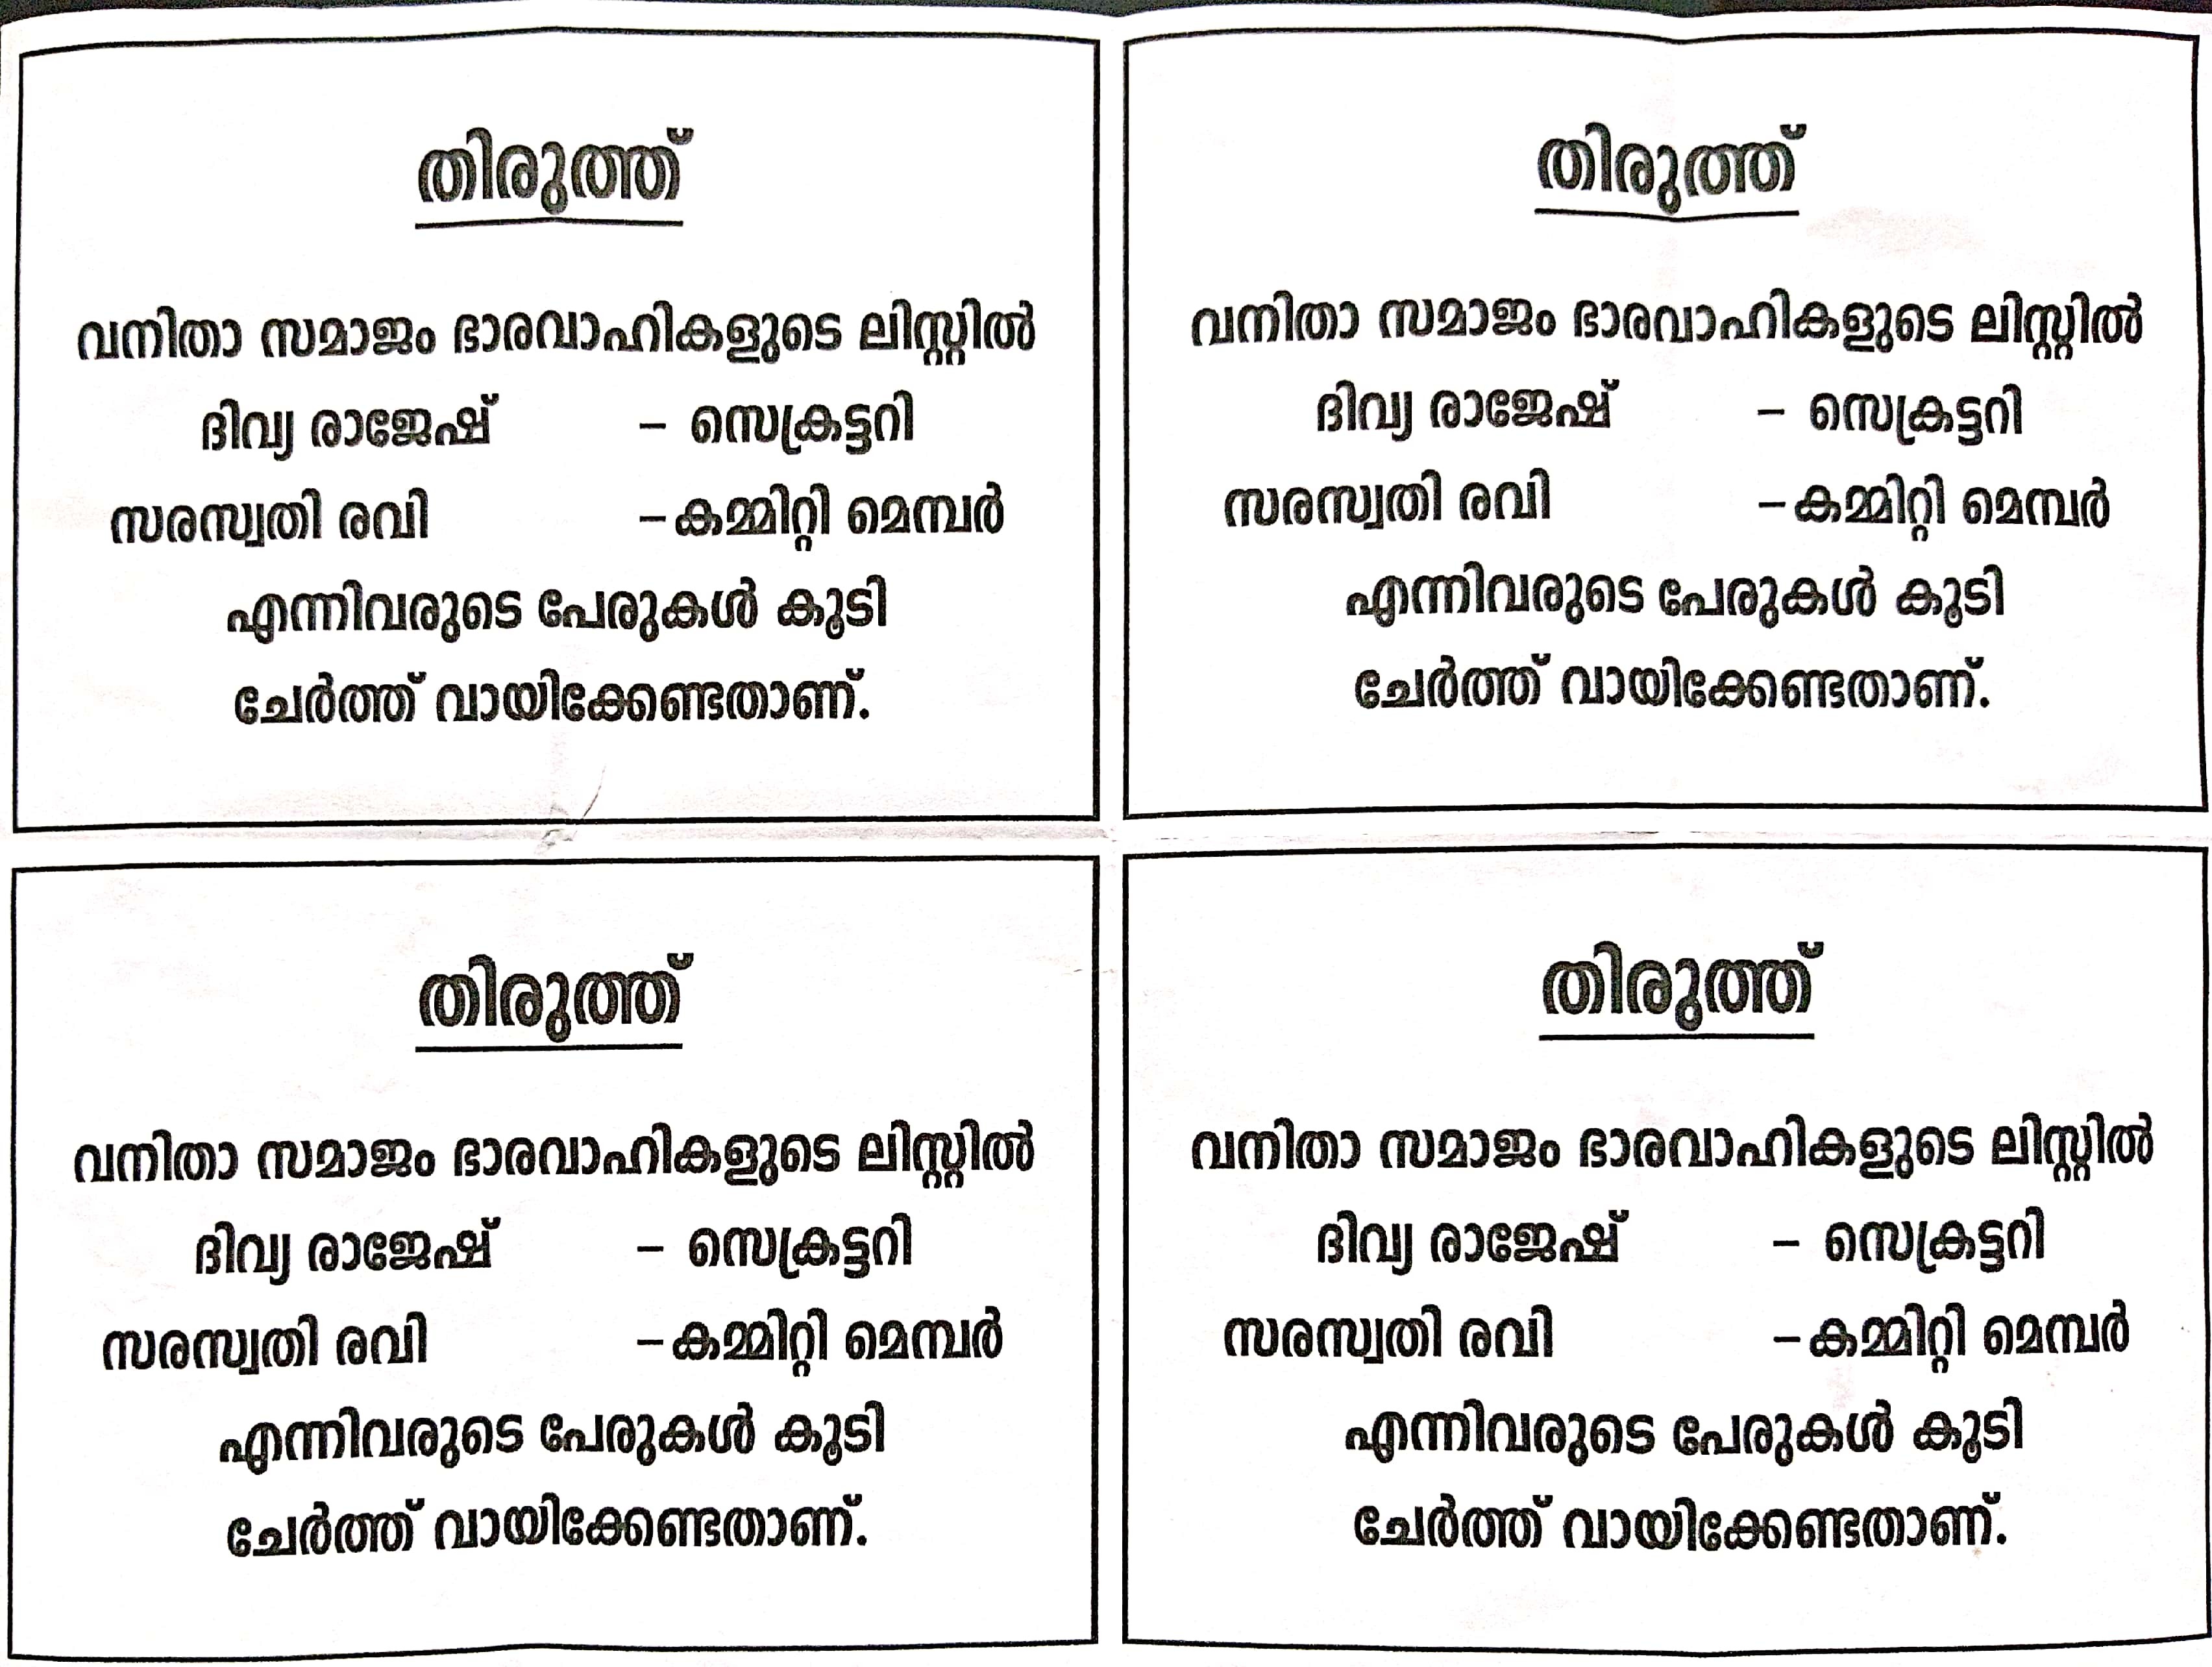 തിരുത്ത്
വനിതാ സമാജം ഭാരവാഹികളുടെ ലിസ്റ്റിൽ
ദിവ്യ രാജേഷ് – സെക്രട്ടറി
സരസ്വതി രവി –കമ്മിറ്റി മെമ്പർ
എന്നിവരുടെ പേരുകൾ കൂടി
ചേർത്ത് വായിക്കേണ്ടതാണ്.
തിരുത്ത്
വനിതാ സമാജം ഭാരവാഹികളുടെ ലിസ്റ്റിൽ
ദിവ്യ രാജേഷ് – സെക്രട്ടറി
സരസ്വതി രവി –കമ്മിറ്റി മെമ്പർ
എന്നിവരുടെ പേരുകൾ കൂടി
ചേർത്ത് വായിക്കേണ്ടതാണ്.
തിരുത്ത്
വനിതാ സമാജം ഭാരവാഹികളുടെ ലിസ്റ്റിൽ
ദിവ്യ രാജേഷ് – സെക്രട്ടറി
സരസ്വതി രവി –കമ്മിറ്റി മെമ്പർ
എന്നിവരുടെ പേരുകൾ കൂടി
ചേർത്ത് വായിക്കേണ്ടതാണ്.
തിരുത്ത്
വനിതാ സമാജം ഭാരവാഹികളുടെ ലിസ്റ്റിൽ
ദിവ്യ രാജേഷ് – സെക്രട്ടറി
സരസ്വതി രവി –കമ്മിറ്റി മെമ്പർ
എന്നിവരുടെ പേരുകൾ കൂടി
ചേർത്ത് വായിക്കേണ്ടതാണ്.